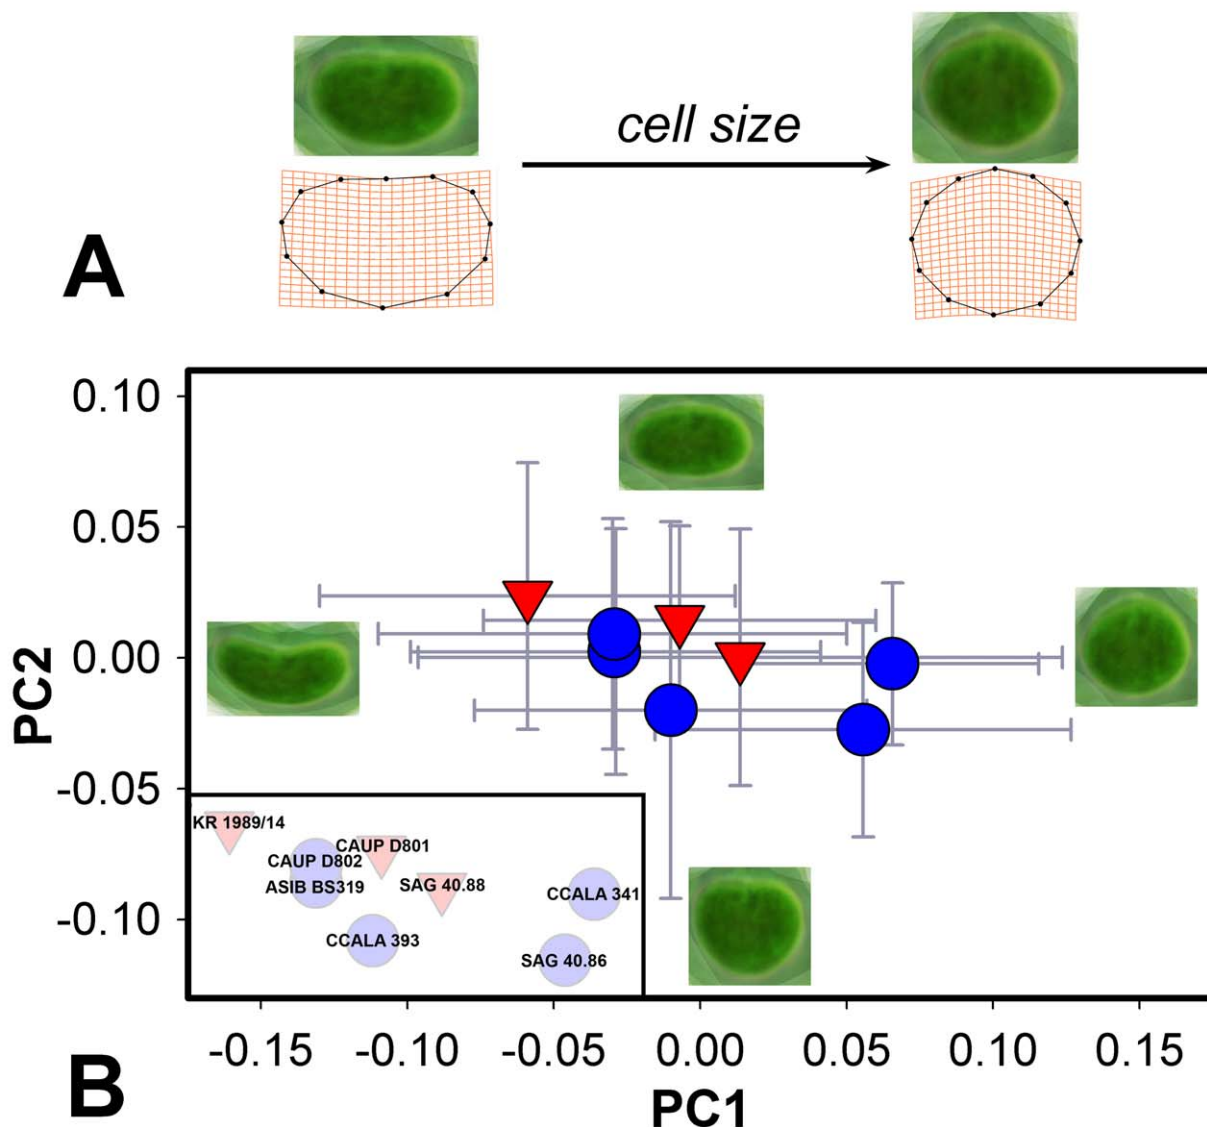 cell size
A
0.10
0.05
0.00
-0.05
-0.10
PC2
KR 1989/14
CAUP D801
CAUP D802
ASIB BS319
SAG 40.88
CCALA 341
CCALA 393
SAG 40.86
-0.15
-0.10
-0.05
0.00
0.05
0.10
0.15
PC1
B